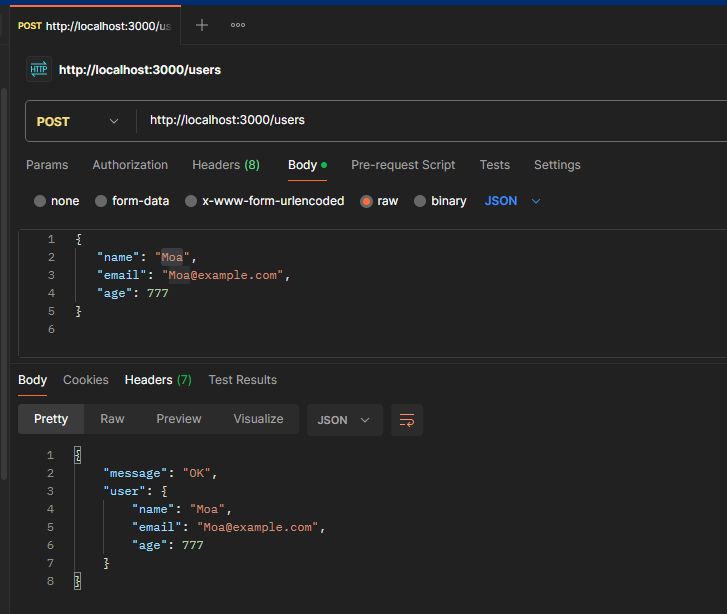 POST http://localhost:3000/us
http://localhost:3000/users
POST http://localhost:3000/users
Params Authorization Headers (8) Body Pre-request Script Tests Settings
none form-data x-www-form-urlencoded raw binary JSON
1 {
2 "name": "Moa",
3 "email": "Moa@example.com",
4 "age": 777
5 }
6
Body Cookies Headers (7) Test Results
Pretty Raw Preview Visualize JSON
1 {
2 "message": "OK",
3 "user": {
4 "name": "Moa",
5 "email": "Moa@example.com",
6 "age": 777
7 }
8 }